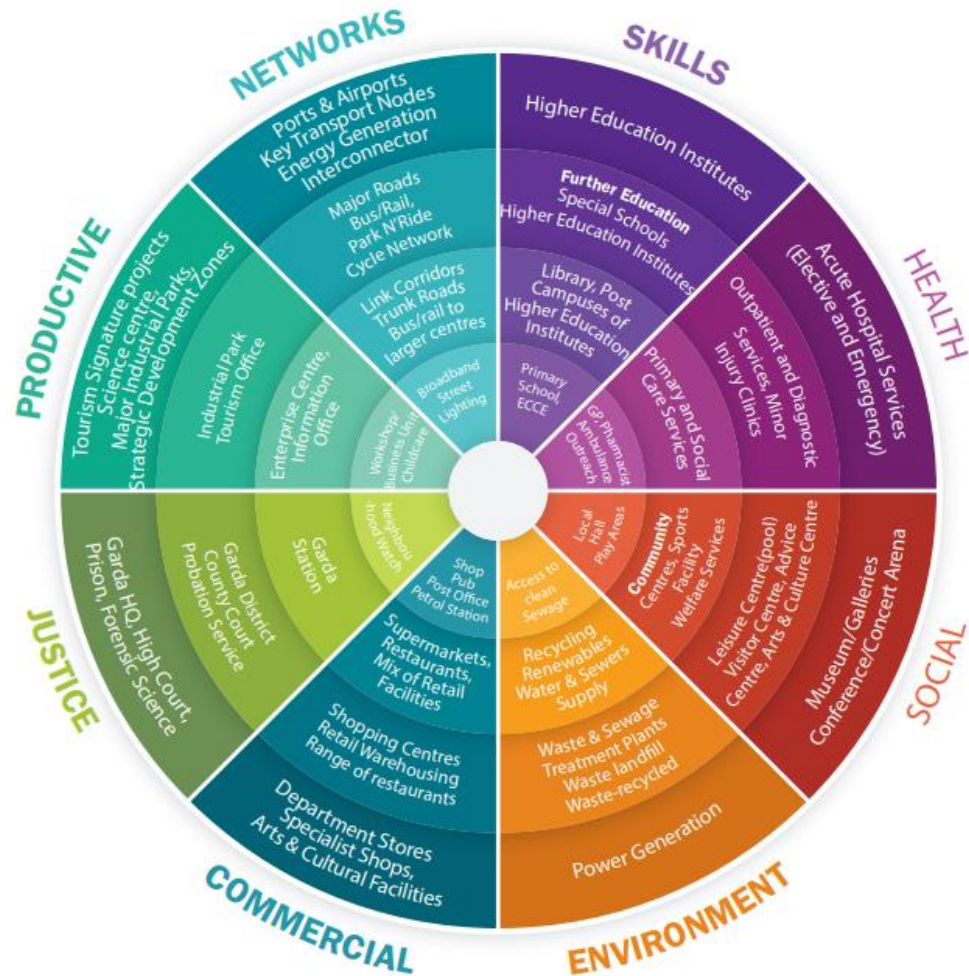 NETWORKS
Ports & Airports
Key Transport Nodes
Energy Generation
Interconnector
Major Roads
Bus/Rail,
Park N'Ride
Cycle Network
Link Corridors
Trunk Roads
Bus/rail to
larger centres
Broadband
Street
Lighting
SKILLS
Higher Education Institutes
Further Education
Special Schools
Higher Education Institutes
Library, Post
Campuses of
Higher Education
Institutes
Primary
School,
ECCE
HEALTH
Acute Hospital Services
(Elective and Emergency)
Outpatient and Diagnostic
Services, Minor
Injury Clinics
Primary and Social
Care Services
GP, Pharmacist
Ambulance
Outreach
SOCIAL
Museum/Galleries
Conference/Concert Arena
Leisure Centre(pool)
Visitor Centre, Advice
Centre, Arts & Culture Centre
Community
Centres, Sports
Facility
Welfare Services
Local
Hall
Play Areas
ENVIRONMENT
Access to
clean
Sewage
Recycling
Renewables
Water & Sewers
Supply
Waste & Sewage
Treatment Plants
Waste landfill
Waste-recycled
Power Generation
COMMERCIAL
Shop
Pub
Post Office
Petrol Station
Supermarkets,
Restaurants,
Mix of Retail
Facilities
Shopping Centres
Retail Warehousing
Range of restaurants
Department Stores
Specialist Shops,
Arts & Cultural Facilities
JUSTICE
Garda HQ, High Court,
Prison, Forensic Science
Garda District
County Court
Probation Service
Garda
Station
Neighbou
rhood Watch
PRODUCTIVE
Tourism Signature projects
Science centre,
Major Industrial Parks,
Strategic Development Zones
Industrial Park
Tourism Office
Enterprise Centre,
Information
Office
Workshop/
Business Unit
Childcare